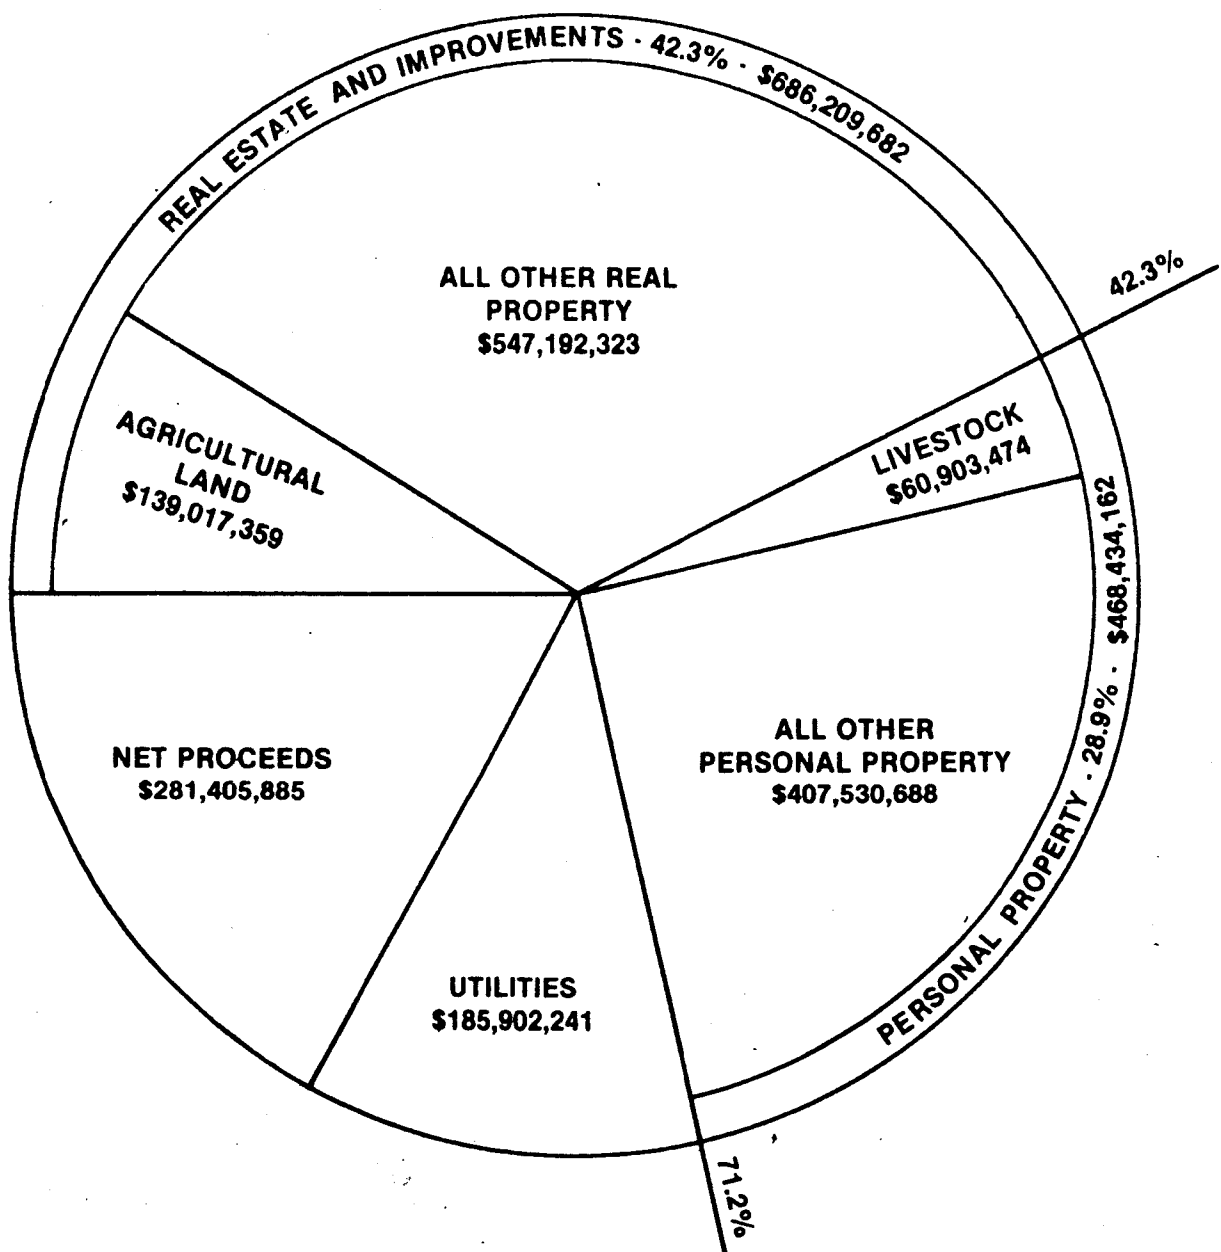 REAL ESTATE AND IMPROVEMENTS - 42.3% - $686,209,682
ALL OTHER REAL
PROPERTY
$547,192,323
42.3%
AGRICULTURAL
LAND
$139,017,359
LIVESTOCK
$60,903,474
PERSONAL PROPERTY - 28.9% - $468,434,162
NET PROCEEDS
$281,405,885
ALL OTHER
PERSONAL PROPERTY
$407,530,688
UTILITIES
$185,902,241
71.2%